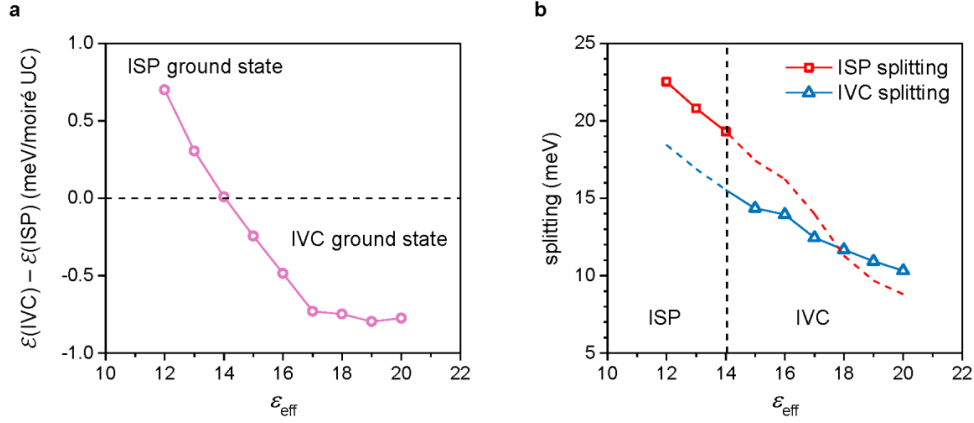 a
ISP ground state
IVC ground state
ℰ(IVC) − ℰ(ISP) (meV/moiré UC)
1.0
0.5
0.0
-0.5
-1.0
10 12 14 16 18 20 22
εeff
b
ISP splitting
IVC splitting
splitting (meV)
25
20
15
10
5
ISP
IVC
10 12 14 16 18 20 22
εeff